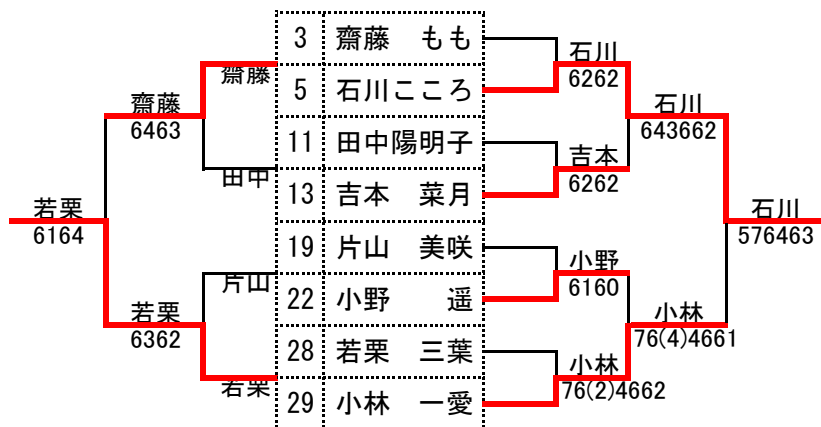 3 齋藤 もも
5 石川こころ
11 田中陽明子
13 吉本 菜月
19 片山 美咲
22 小野 遥
28 若栗 三葉
29 小林 一愛
齋藤
田中
片山
若栗
齋藤
6463
若栗
6362
若栗
6164
石川
6262
吉本
6262
小野
6160
小林
76(2)4662
石川
643662
小林
76(4)4661
石川
576463